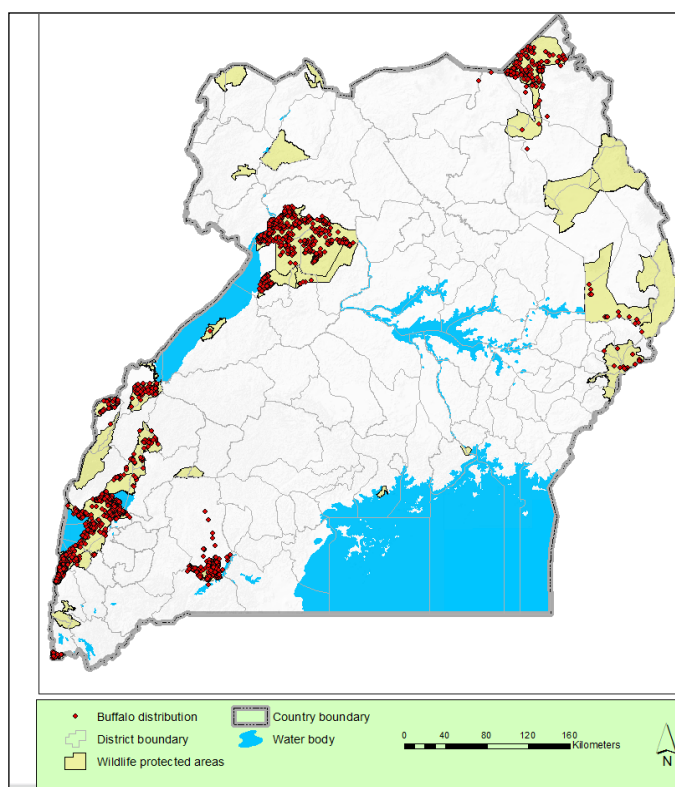 Buffalo distribution
Country boundary
District boundary
Water body
Wildlife protected areas
0 20 40 80 120 160
Kilometers
N